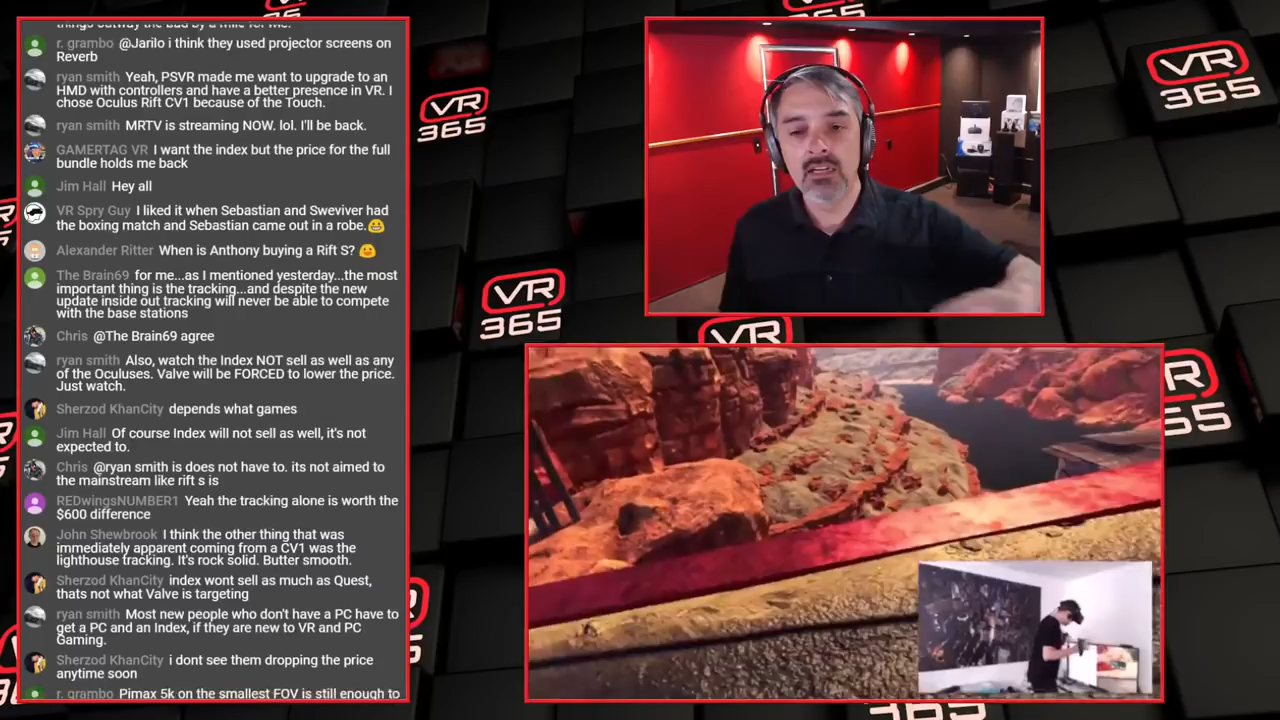 things outway the bad by a mile for me.
r. grambo @Jarilo i think they used projector screens on
Reverb
ryan smith Yeah, PSVR made me want to upgrade to an
HMD with controllers and have a better presence in VR. I
chose Oculus Rift CV1 because of the Touch.
ryan smith MRTV is streaming NOW. lol. I'll be back.
GAMERTAG VR I want the index but the price for the full
bundle holds me back
Jim Hall Hey all
VR Spry Guy I liked it when Sebastian and Sweviver had
the boxing match and Sebastian came out in a robe.
Alexander Ritter When is Anthony buying a Rift S?
The Brain69 for me...as I mentioned yesterday...the most
important thing is the tracking...and despite the new
update inside out tracking will never be able to compete
with the base stations
Chris @The Brain69 agree
ryan smith Also, watch the Index NOT sell as well as any
of the Oculuses. Valve will be FORCED to lower the price.
Just watch.
Sherzod KhanCity depends what games
Jim Hall Of course Index will not sell as well, it's not
expected to.
Chris @ryan smith is does not have to. its not aimed to
the mainstream like rift s is
REDwingsNUMBER1 Yeah the tracking alone is worth the
$600 difference
John Shewbrook I think the other thing that was
immediately apparent coming from a CV1 was the
lighthouse tracking. It's rock solid. Butter smooth.
Sherzod KhanCity index wont sell as much as Quest,
thats not what Valve is targeting
ryan smith Most new people who don't have a PC have to
get a PC and an Index, if they are new to VR and PC
Gaming.
Sherzod KhanCity i dont see them dropping the price
anytime soon
r. grambo Pimax 5k on the smallest FOV is still enough to
365
VR
365
VR
365
VR
VR
365
R
65
365